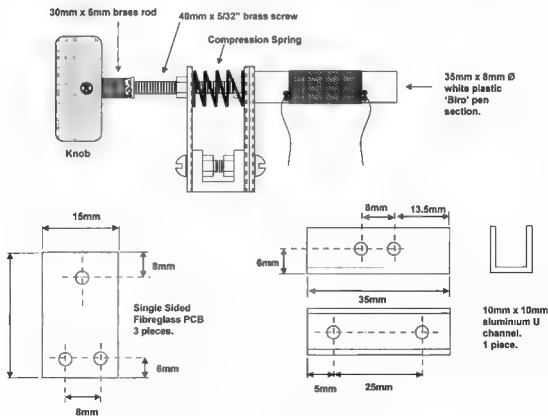 30mm x 6mm brass rod
40mm x 5/32" brass screw
Compression Spring
35mm x 8mm Ø
white plastic
'Biro' pen
section.
Knob
15mm
8mm
Single Sided
Fibreglass PCB
3 pieces.
6mm
8mm
8mm
13.5mm
6mm
35mm
10mm x 10mm
aluminium U
channel.
1 piece.
5mm
25mm